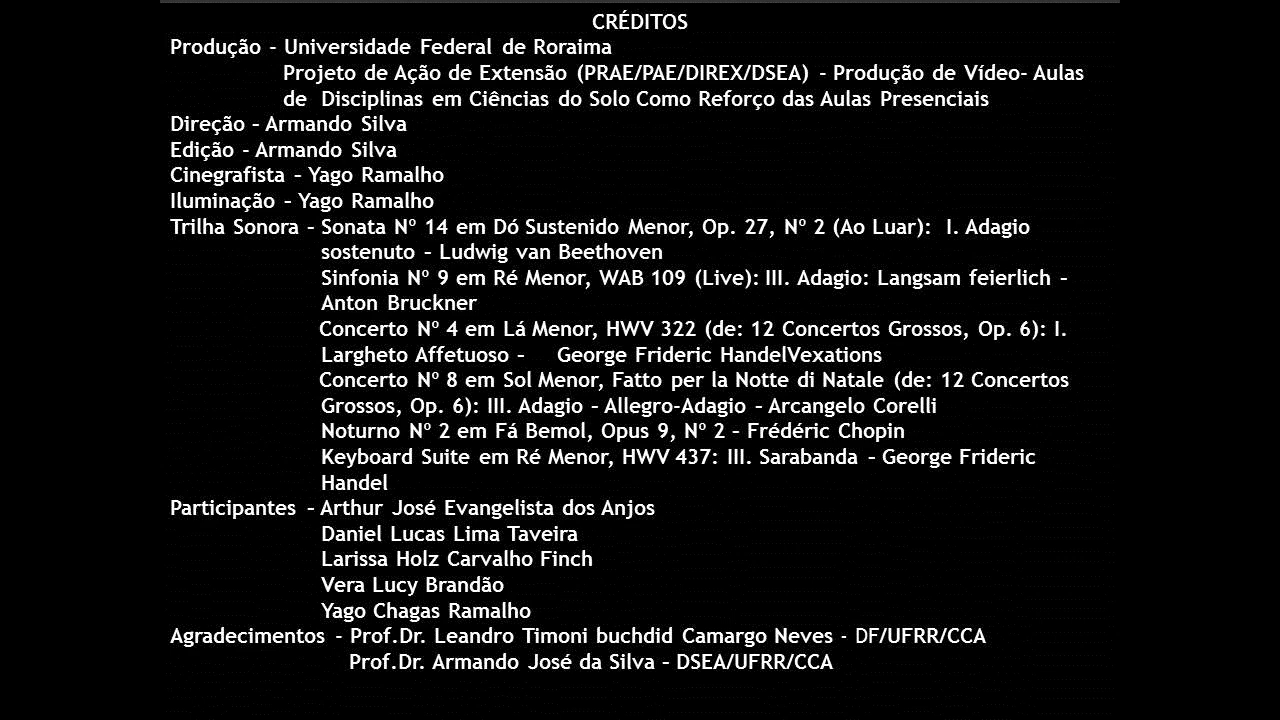 CRÉDITOS
Produção - Universidade Federal de Roraima
Projeto de Ação de Extensão (PRAE/PAE/DIREX/DSEA) - Produção de Vídeo- Aulas
de Disciplinas em Ciências do Solo Como Reforço das Aulas Presenciais
Direção – Armando Silva
Edição - Armando Silva
Cinegrafista – Yago Ramalho
Iluminação – Yago Ramalho
Trilha Sonora – Sonata Nº 14 em Dó Sustenido Menor, Op. 27, Nº 2 (Ao Luar): I. Adagio
sostenuto – Ludwig van Beethoven
Sinfonia Nº 9 em Ré Menor, WAB 109 (Live): III. Adagio: Langsam feierlich –
Anton Bruckner
Concerto Nº 4 em Lá Menor, HWV 322 (de: 12 Concertos Grossos, Op. 6): I.
Largheto Affetuoso – George Frideric HandelVexations
Concerto Nº 8 em Sol Menor, Fatto per la Notte di Natale (de: 12 Concertos
Grossos, Op. 6): III. Adagio – Allegro-Adagio – Arcangelo Corelli
Noturno Nº 2 em Fá Bemol, Opus 9, Nº 2 – Frédéric Chopin
Keyboard Suite em Ré Menor, HWV 437: III. Sarabanda – George Frideric
Handel
Participantes – Arthur José Evangelista dos Anjos
Daniel Lucas Lima Taveira
Larissa Holz Carvalho Finch
Vera Lucy Brandão
Yago Chagas Ramalho
Agradecimentos - Prof.Dr. Leandro Timoni buchdid Camargo Neves - DF/UFRR/CCA
Prof.Dr. Armando José da Silva – DSEA/UFRR/CCA